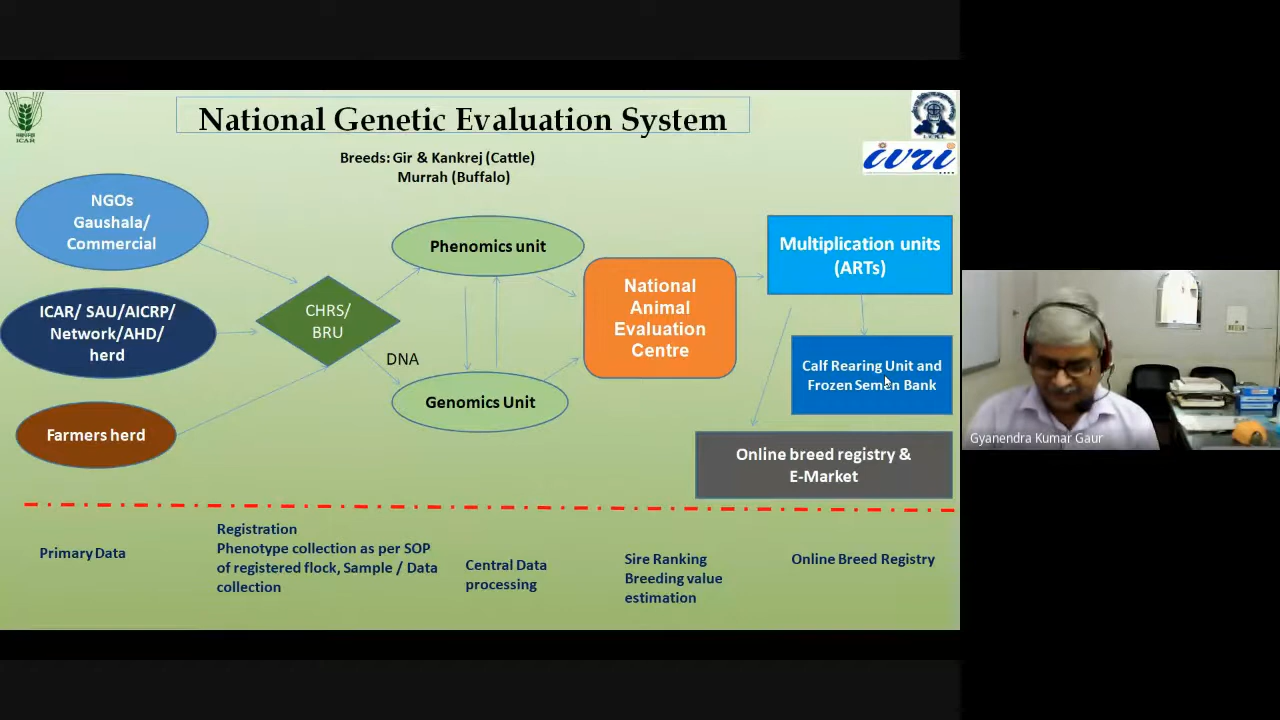 National Genetic Evaluation System
ICAR
ivri
Breeds: Gir & Kankrej (Cattle)
Murrah (Buffalo)
NGOs
Gaushala/
Commercial
ICAR/ SAU/AICRP/
Network/AHD/
herd
Farmers herd
CHRS/
BRU
DNA
Phenomics unit
Genomics Unit
National
Animal
Evaluation
Centre
Multiplication units
(ARTs)
Calf Rearing Unit and
Frozen Semen Bank
Online breed registry &
E-Market
Primary Data
Registration
Phenotype collection as per SOP
of registered flock, Sample / Data
collection
Central Data
processing
Sire Ranking
Breeding value
estimation
Online Breed Registry
Gyanendra Kumar Gaur